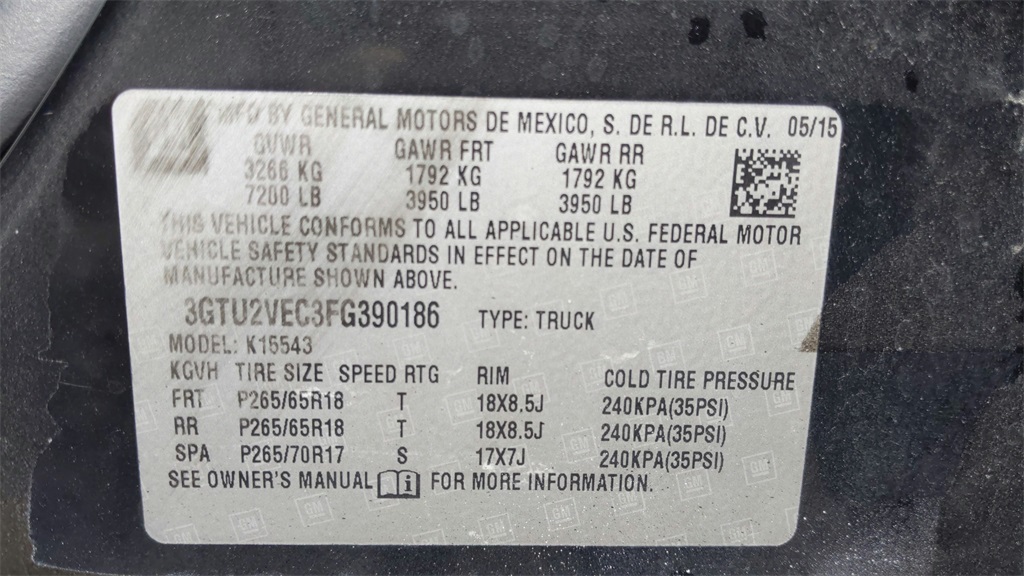 MFD BY GENERAL MOTORS DE MEXICO, S. DE R.L. DE C.V. 05/15
GVWR GAWR FRT GAWR RR
3266 KG 1792 KG 1792 KG
7200 LB 3950 LB 3950 LB
THIS VEHICLE CONFORMS TO ALL APPLICABLE U.S. FEDERAL MOTOR
VEHICLE SAFETY STANDARDS IN EFFECT ON THE DATE OF
MANUFACTURE SHOWN ABOVE.
3GTU2VEC3FG390186 TYPE: TRUCK
MODEL: K15543
KGVH TIRE SIZE SPEED RTG RIM COLD TIRE PRESSURE
FRT P265/65R18 T 18X8.5J 240KPA(35PSI)
RR P265/65R18 T 18X8.5J 240KPA(35PSI)
SPA P265/70R17 S 17X7J 240KPA(35PSI)
SEE OWNER'S MANUAL FOR MORE INFORMATION.